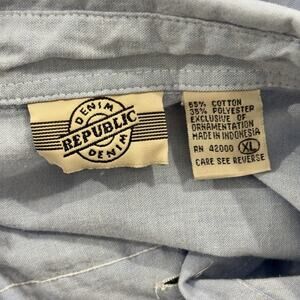 DENIM
REPUBLIC
DENIM
65% COTTON
35% POLYESTER
EXCLUSIVE OF
ORNAMENTATION
MADE IN INDONESIA
RN 42000 XL
CARE SEE REVERSE